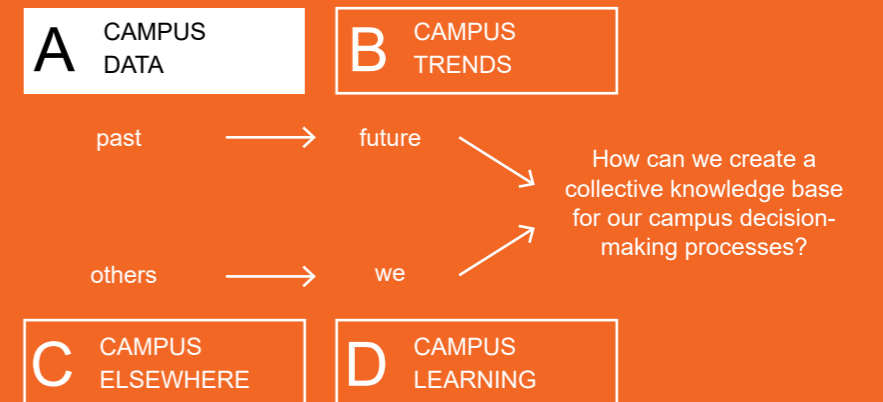 A CAMPUS
DATA
B CAMPUS
TRENDS
past
future
How can we create a
collective knowledge base
for our campus decision-
making processes?
others
we
C CAMPUS
ELSEWHERE
D CAMPUS
LEARNING